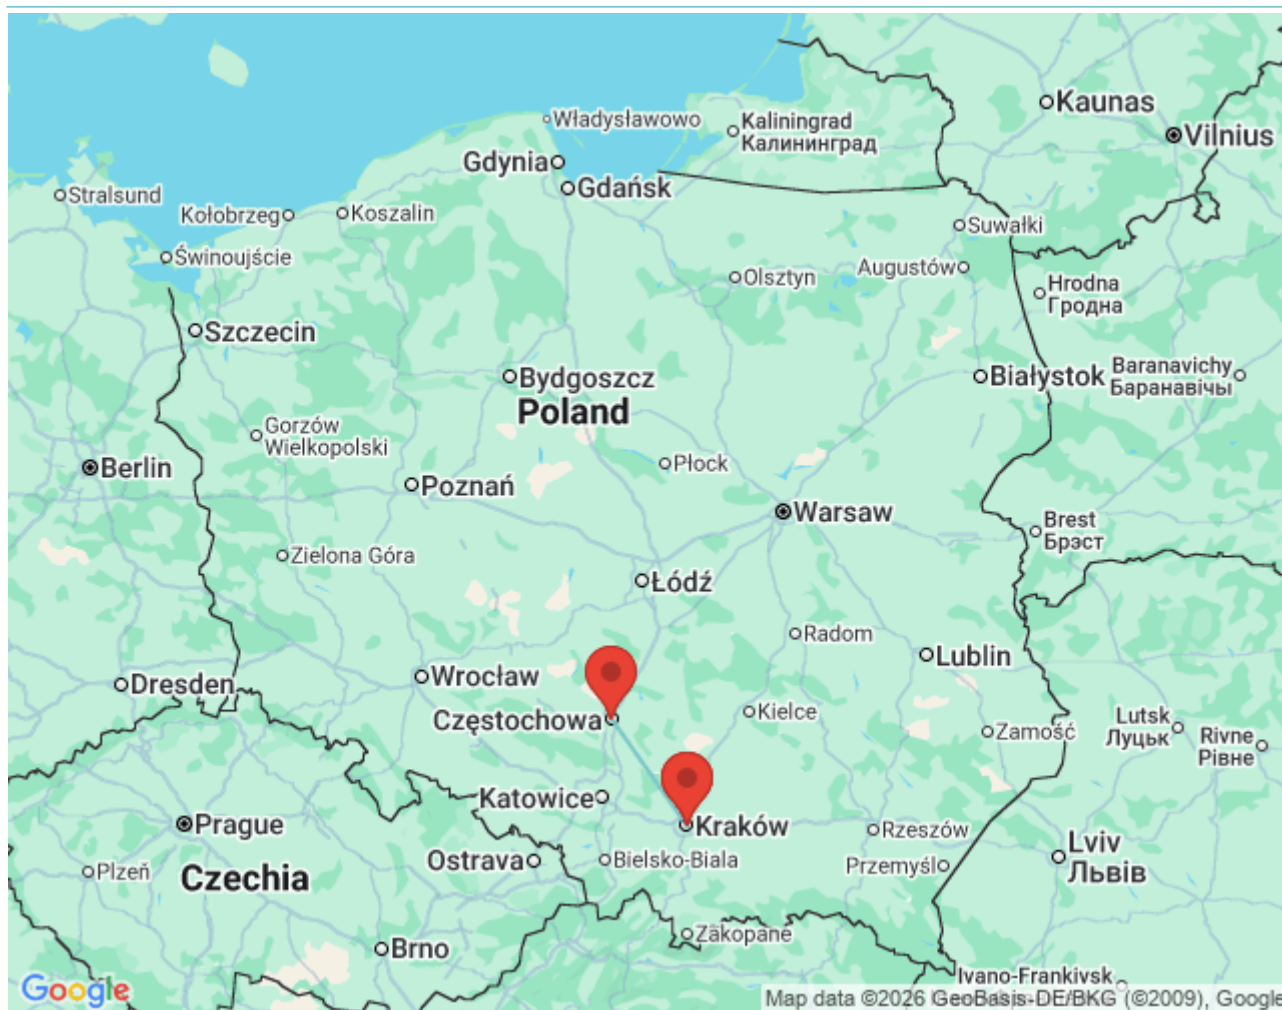 Władysławowo
Kaliningrad
Калининград
Kaunas
Vilnius
Gdynia
Gdańsk
Stralsund
Kołobrzeg
Koszalin
Suwałki
Świnoujście
Olsztyn
Augustów
Hrodna
Гродна
Szczecin
Bydgoszcz
Białystok
Baranavichy
Баранавічы
Poland
Gorzów
Wielkopolski
Berlin
Płock
Poznań
Warsaw
Brest
Брэст
Zielona Góra
Łódź
Radom
Lublin
Wrocław
Dresden
Częstochowa
Kielce
Zamość
Lutsk
Луцьк
Rivne
Рівне
Katowice
Kraków
Prague
Rzeszów
Ostrava
Bielsko-Biala
Przemyśl
Lviv
Львів
Plzeň
Czechia
Zakopane
Brno
Ivano-Frankivsk
Google
Map data ©2026 GeoBasis-DE/BKG (©2009), Google